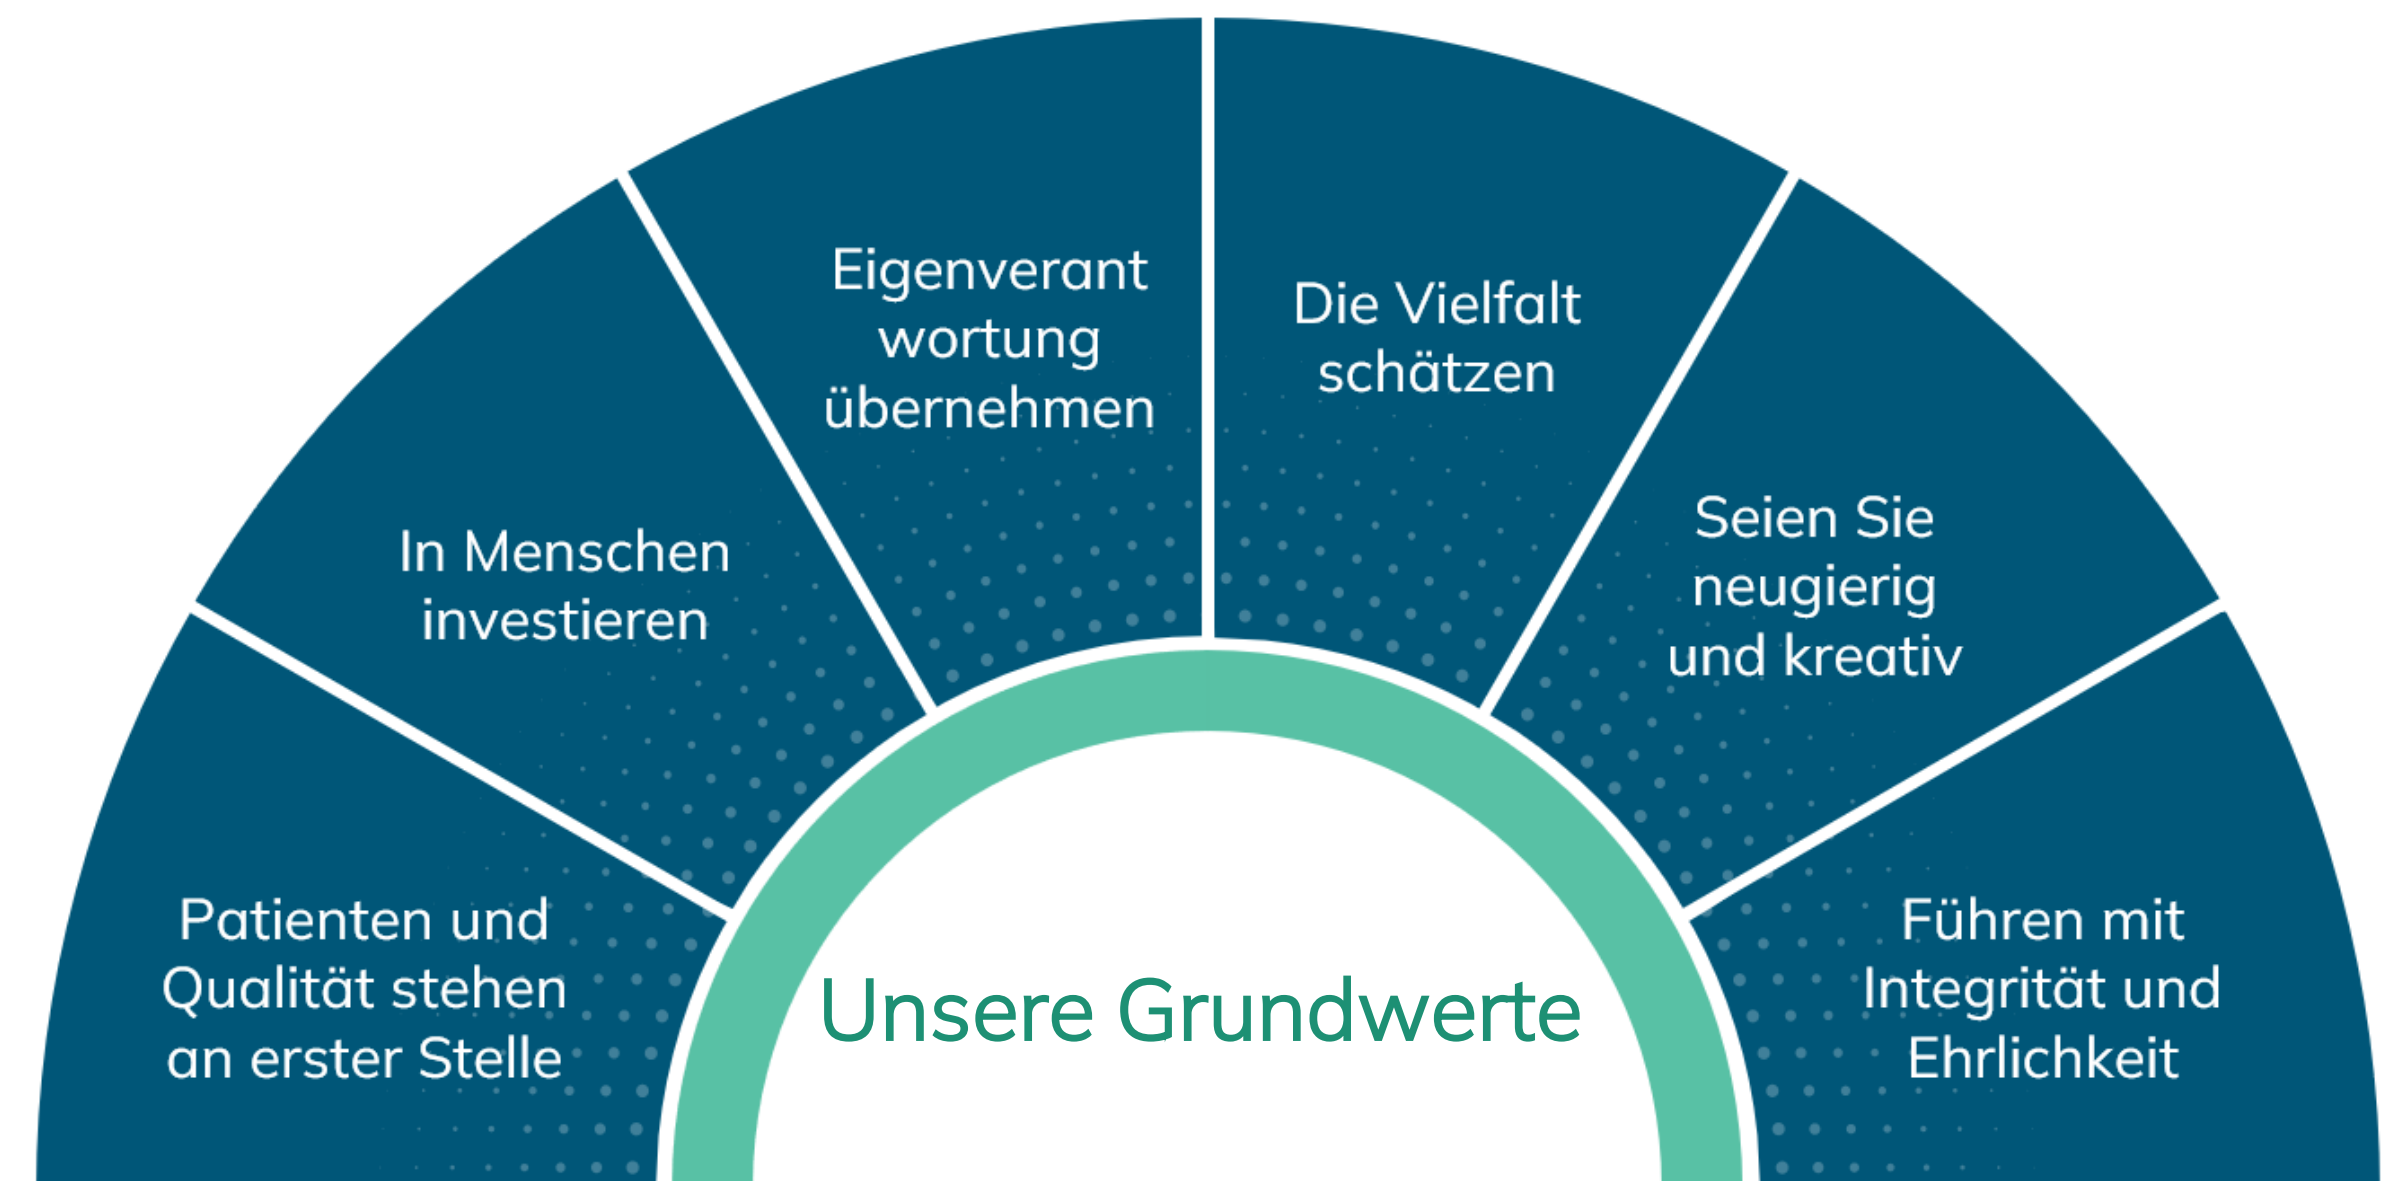 Patienten und
Qualität stehen
an erster Stelle
In Menschen
investieren
Eigenverant
wortung
übernehmen
Die Vielfalt
schätzen
Seien Sie
neugierig
und kreativ
Führen mit
Integrität und
Ehrlichkeit
Unsere Grundwerte